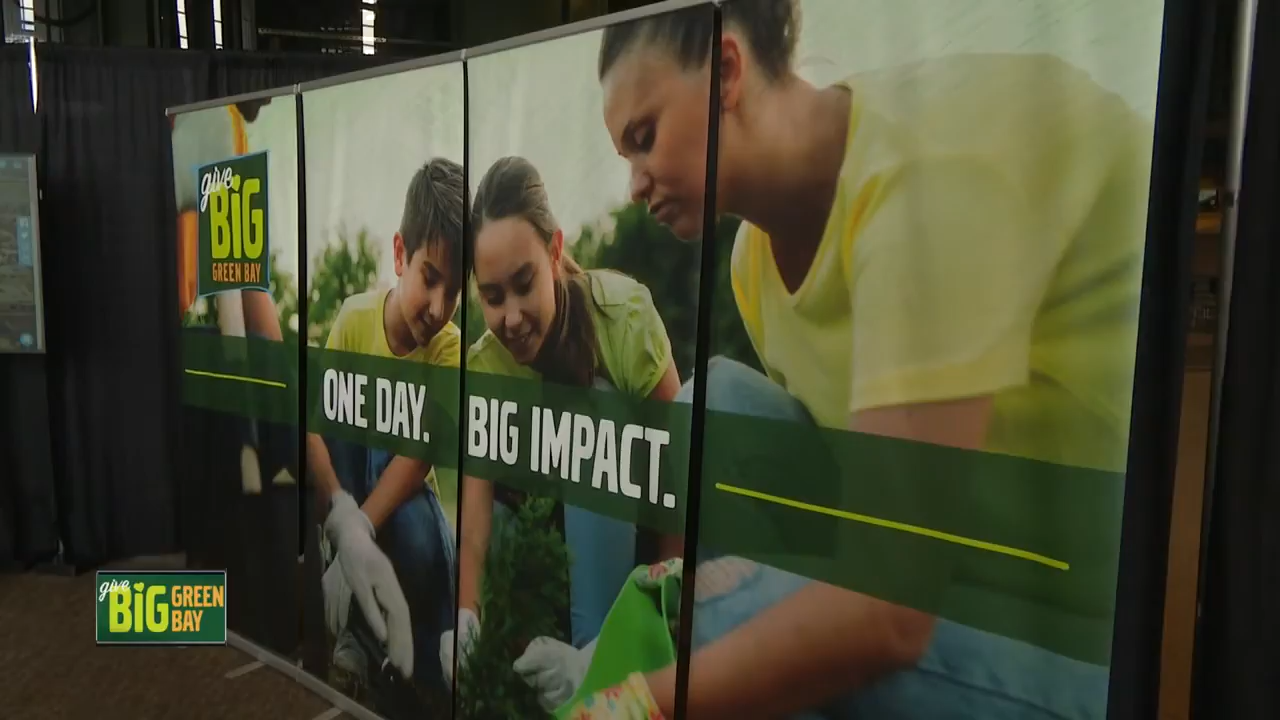 give
BiG
GREEN BAY
ONE DAY. BIG IMPACT.
give
BiG GREEN
BAY